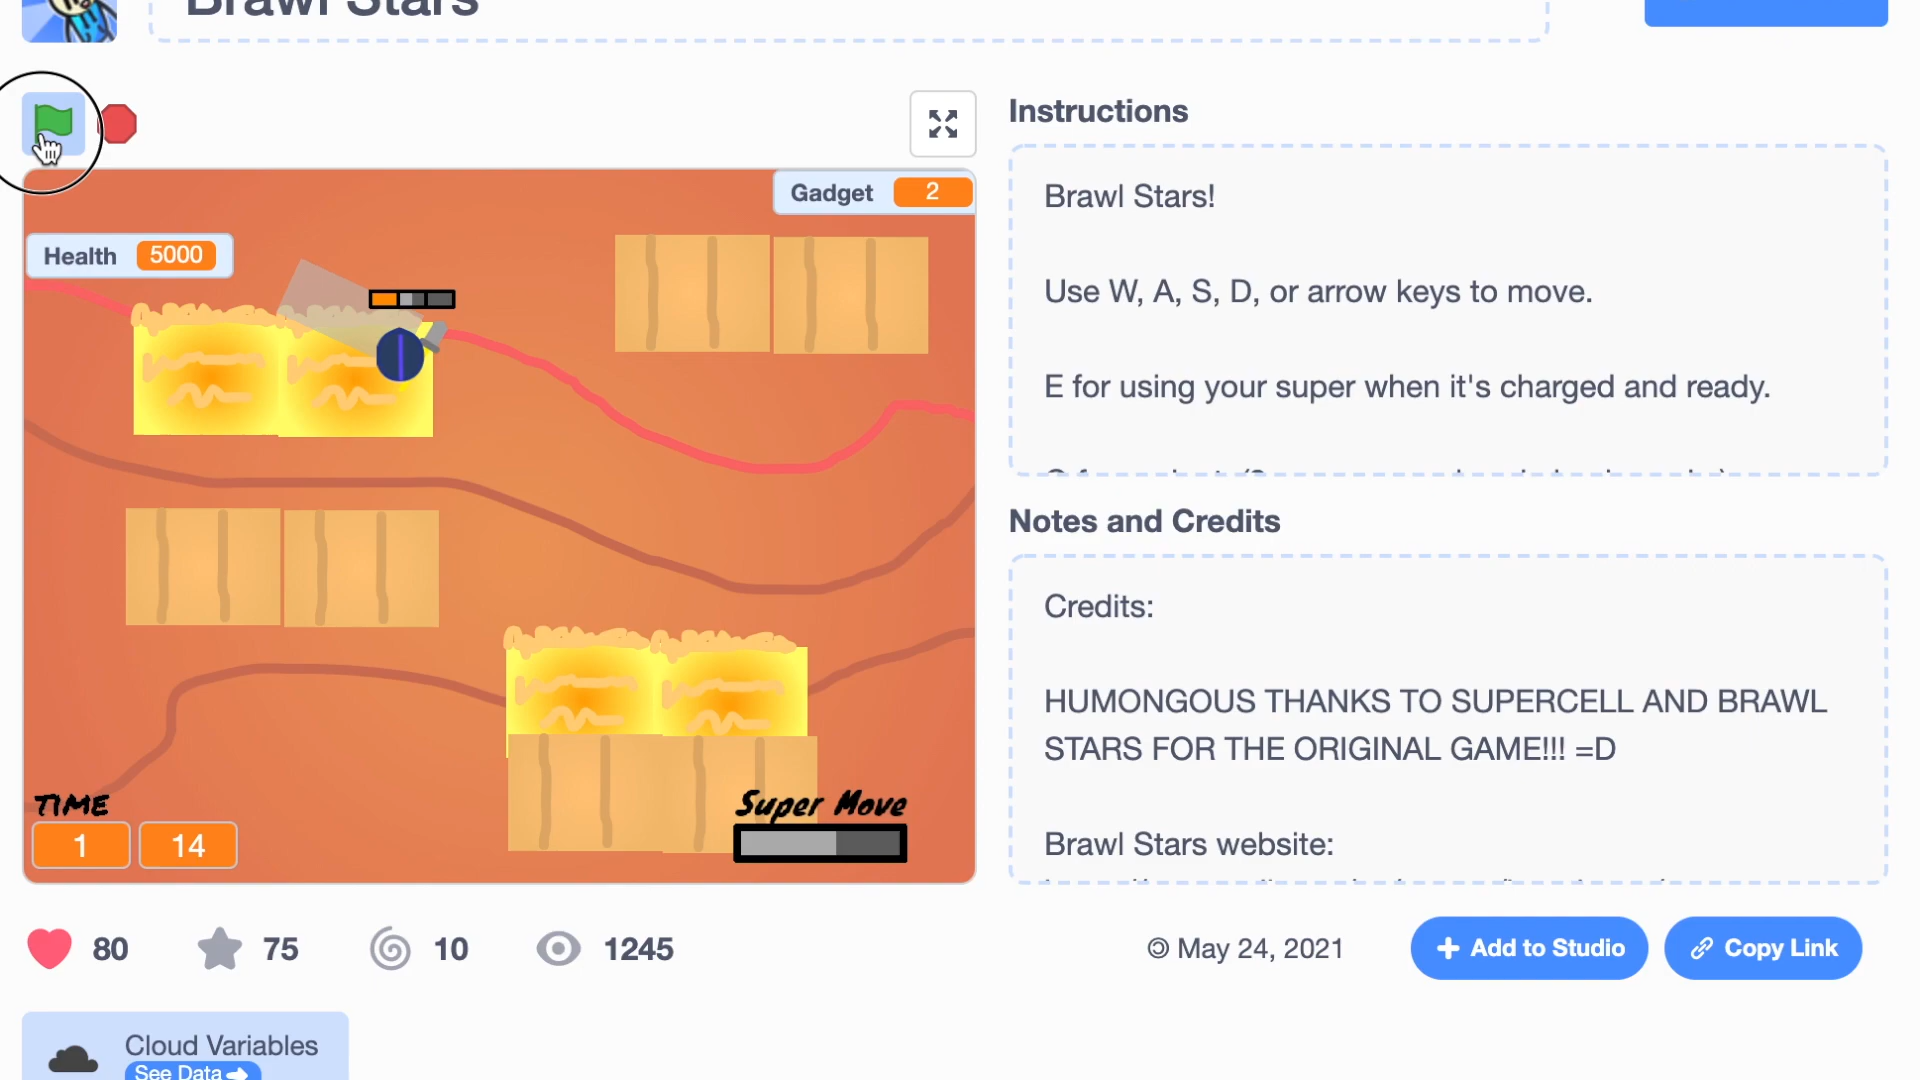 Brawl Stars
Instructions
Gadget 2
Brawl Stars!
Health 5000
Use W, A, S, D, or arrow keys to move.
E for using your super when it's charged and ready.
Notes and Credits
Credits:
HUMONGOUS THANKS TO SUPERCELL AND BRAWL
STARS FOR THE ORIGINAL GAME!!! =D
TIME
1 14
Super Move
Brawl Stars website:
80 75 10 1245
© May 24, 2021
Add to Studio
Copy Link
Cloud Variables
See Data